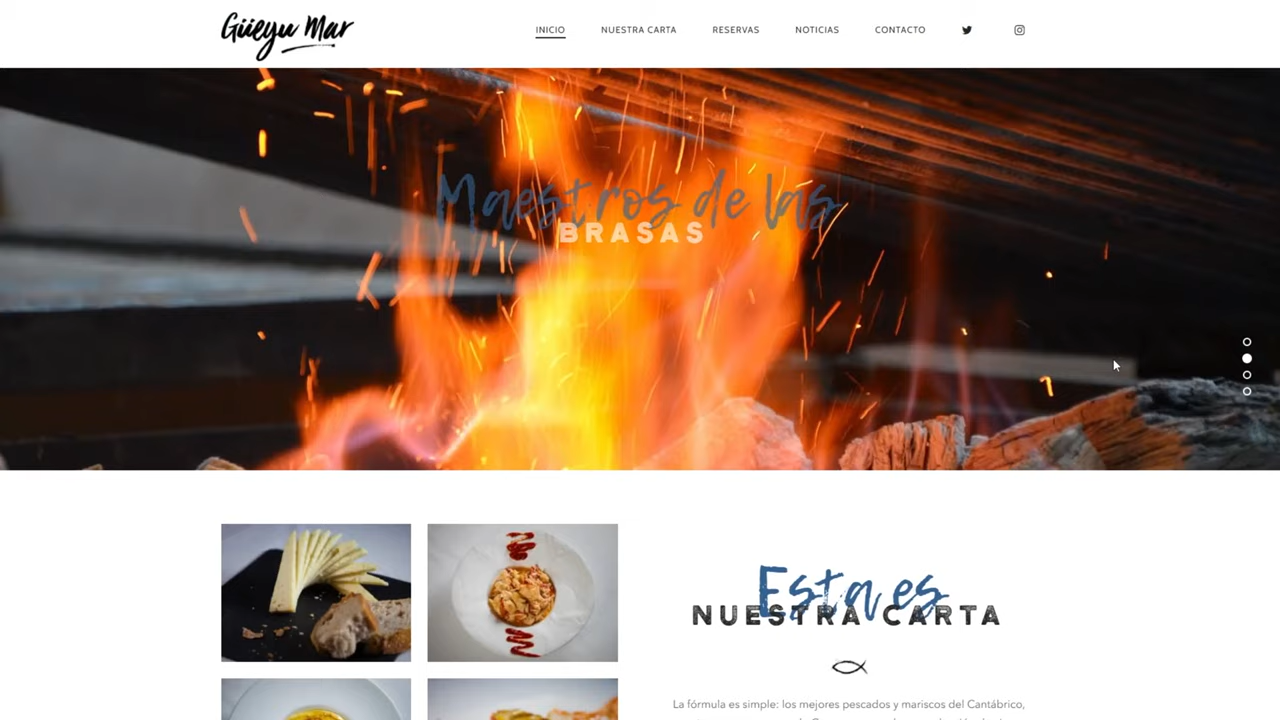 Güeyu Mar
INICIO
NUESTRA CARTA
RESERVAS
NOTICIAS
CONTACTO
Maestros de las
BRASAS
Esta es
NUESTRA CARTA
La fórmula es simple: los mejores pescados y mariscos del Cantábrico,